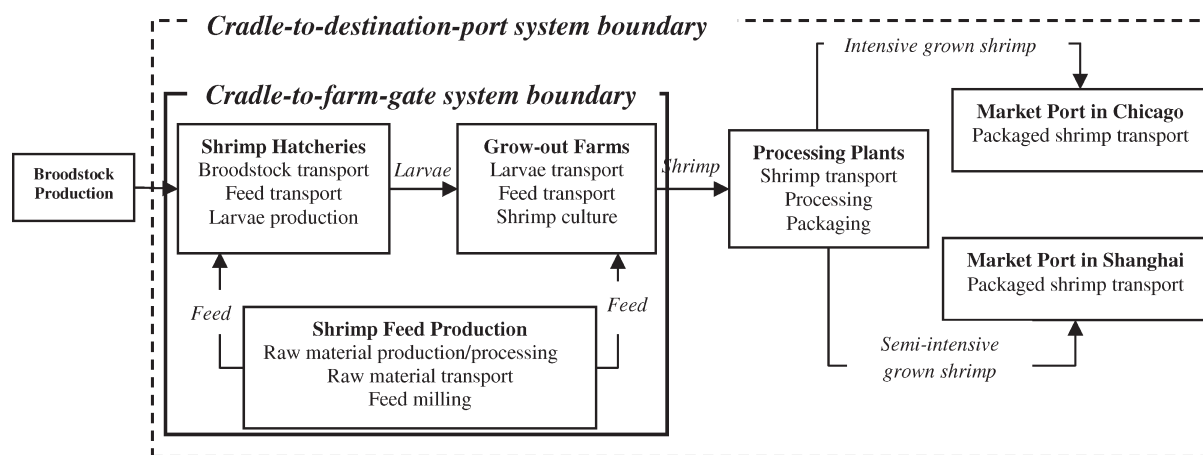 Cradle-to-destination-port system boundary
Intensive grown shrimp
Cradle-to-farm-gate system boundary
Market Port in Chicago
Packaged shrimp transport
Broodstock
Production
Shrimp Hatcheries
Broodstock transport
Feed transport
Larvae production
Larvae
Grow-out Farms
Larvae transport
Feed transport
Shrimp culture
Shrimp
Processing Plants
Shrimp transport
Processing
Packaging
Market Port in Shanghai
Packaged shrimp transport
Feed
Feed
Shrimp Feed Production
Raw material production/processing
Raw material transport
Feed milling
Semi-intensive
grown shrimp